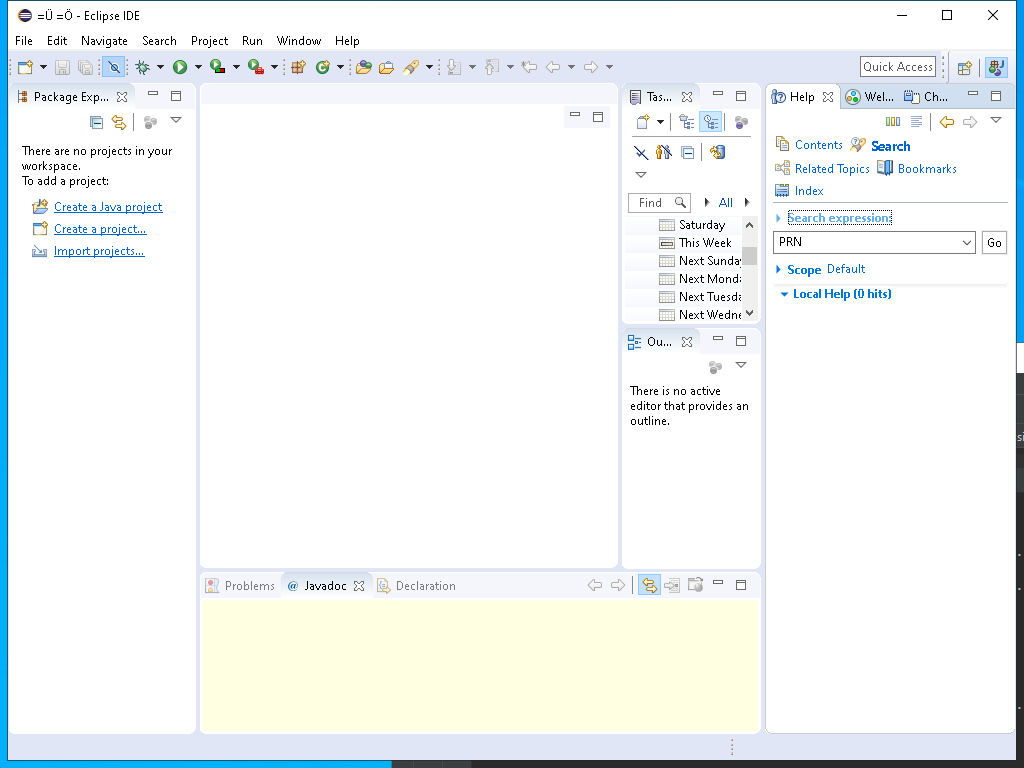 =Ü =Ö - Eclipse IDE
File Edit Navigate Search Project Run Window Help
Quick Access
Package Exp...
There are no projects in your
workspace.
To add a project:
Create a Java project
Create a project...
Import projects...
Tas...
Find
All
Saturday
This Week
Next Sunday
Next Monda
Next Tuesda
Next Wedne
Ou...
There is no active
editor that provides an
outline.
Help
Wel...
Ch...
Contents
Search
Related Topics
Bookmarks
Index
Search expression:
PRN
Go
Scope Default
Local Help (0 hits)
Problems
@ Javadoc
Declaration